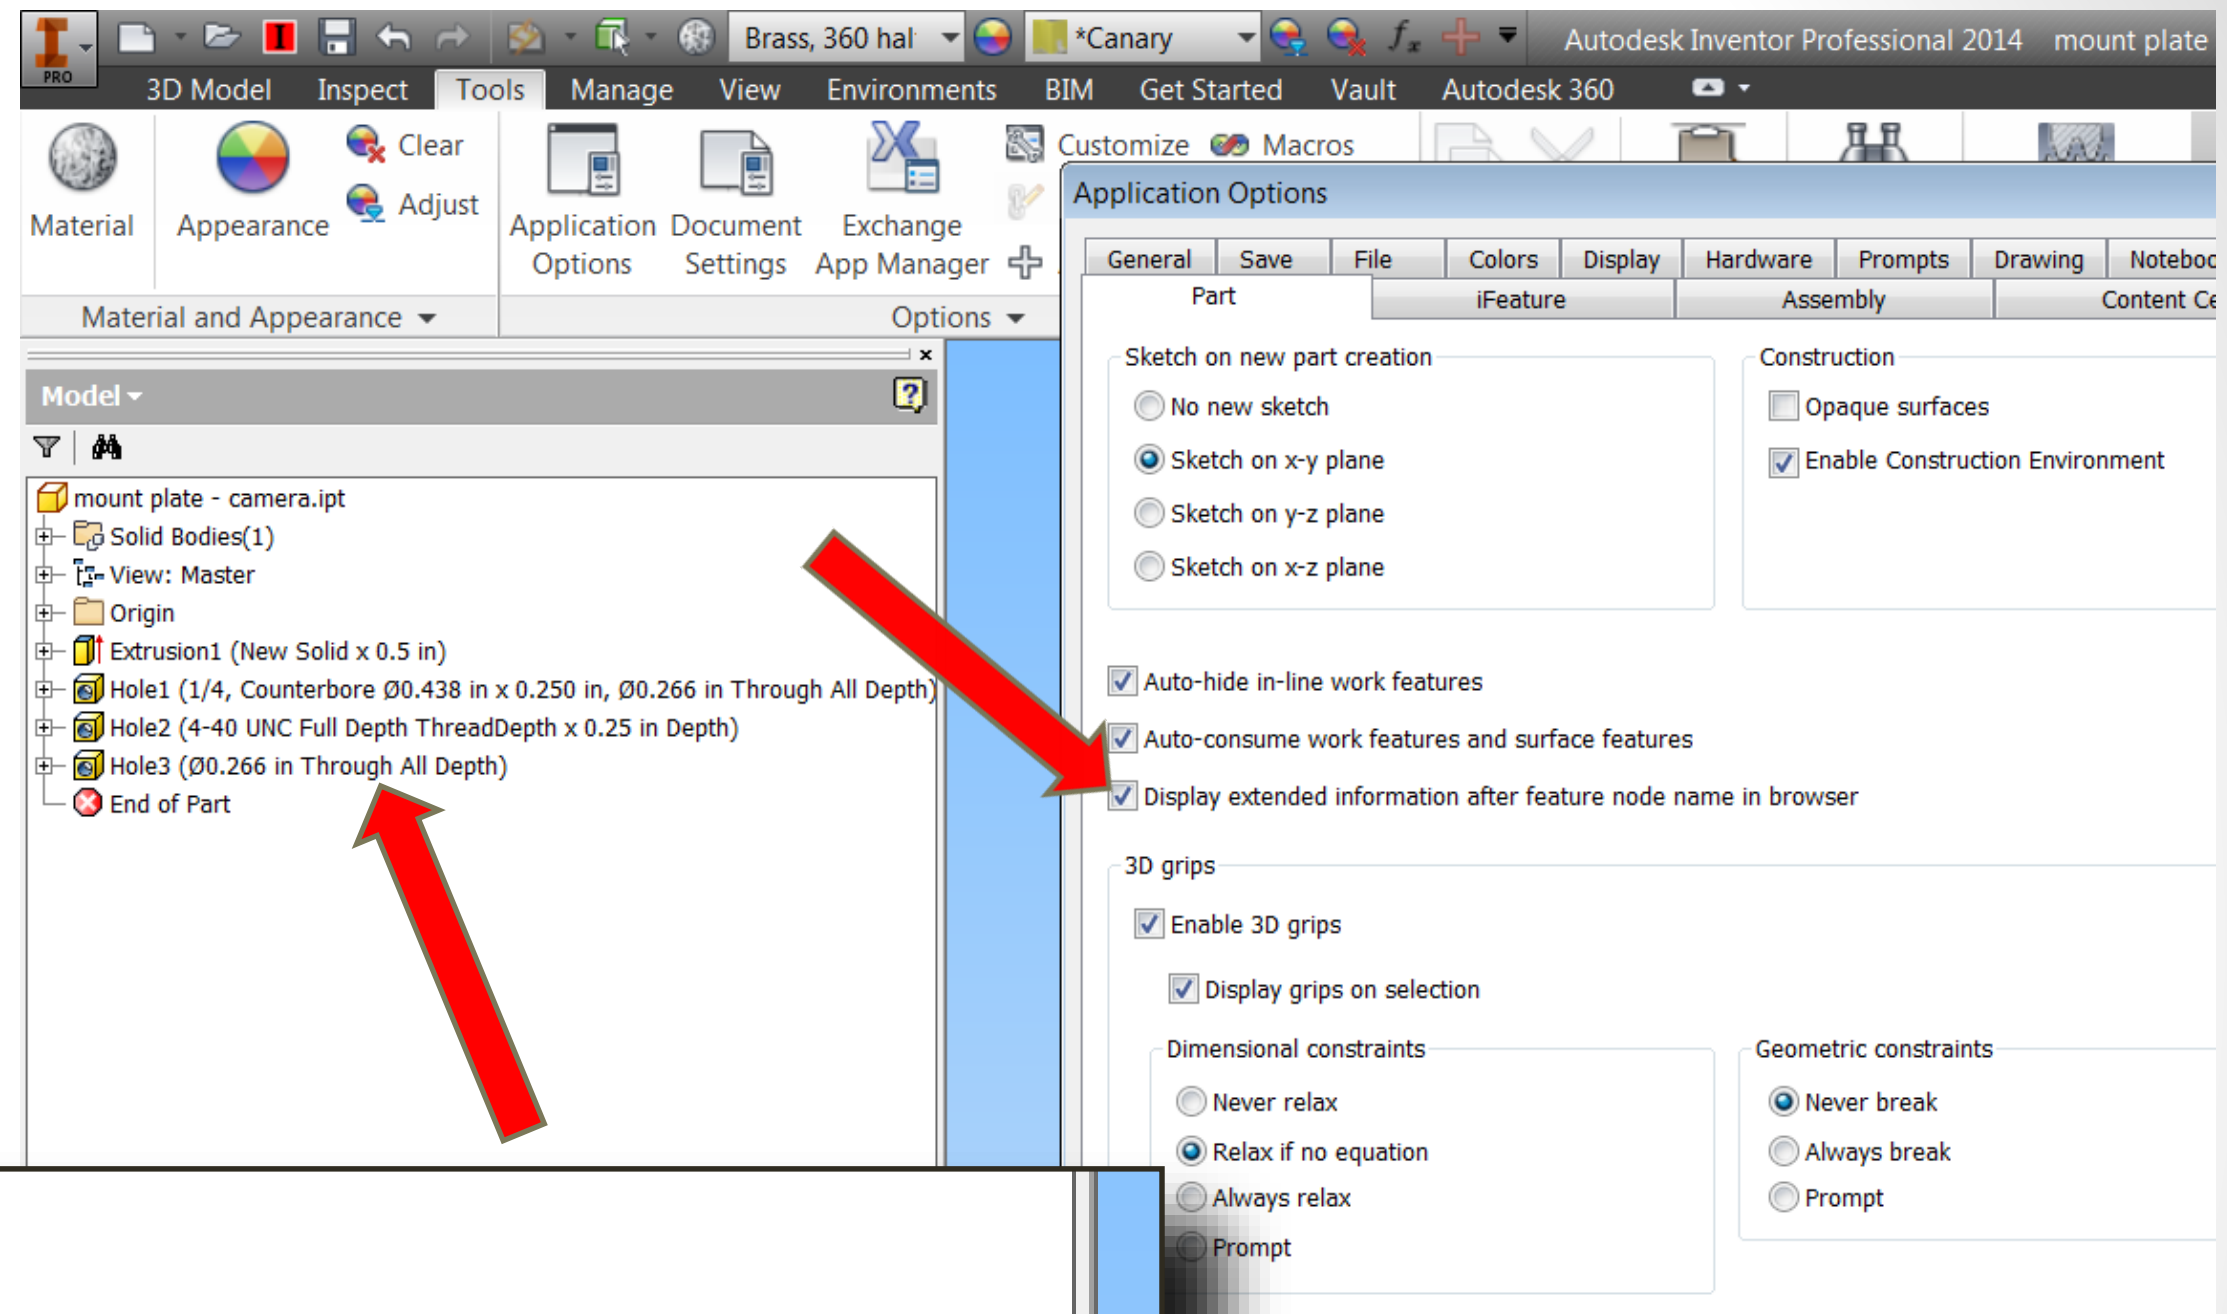 Brass, 360 hal
*Canary
Autodesk Inventor Professional 2014 mount plate
PRO
3D Model Inspect Tools Manage View Environments BIM Get Started Vault Autodesk 360
Clear
Customize Macros
Adjust
Material
Appearance
Application Options
Document Settings
Exchange App Manager
Material and Appearance
Options
Model
mount plate - camera.ipt
Solid Bodies(1)
View: Master
Origin
Extrusion1 (New Solid x 0.5 in)
Hole1 (1/4, Counterbore Ø0.438 in x 0.250 in, Ø0.266 in Through All Depth)
Hole2 (4-40 UNC Full Depth ThreadDepth x 0.25 in Depth)
Hole3 (Ø0.266 in Through All Depth)
End of Part
Application Options
General Save File Colors Display Hardware Prompts Drawing Noteboo
Part iFeature Assembly Content Ce
Sketch on new part creation
No new sketch
Sketch on x-y plane
Sketch on y-z plane
Sketch on x-z plane
Construction
Opaque surfaces
Enable Construction Environment
Auto-hide in-line work features
Auto-consume work features and surface features
Display extended information after feature node name in browser
3D grips
Enable 3D grips
Display grips on selection
Dimensional constraints
Never relax
Relax if no equation
Always relax
Prompt
Geometric constraints
Never break
Always break
Prompt